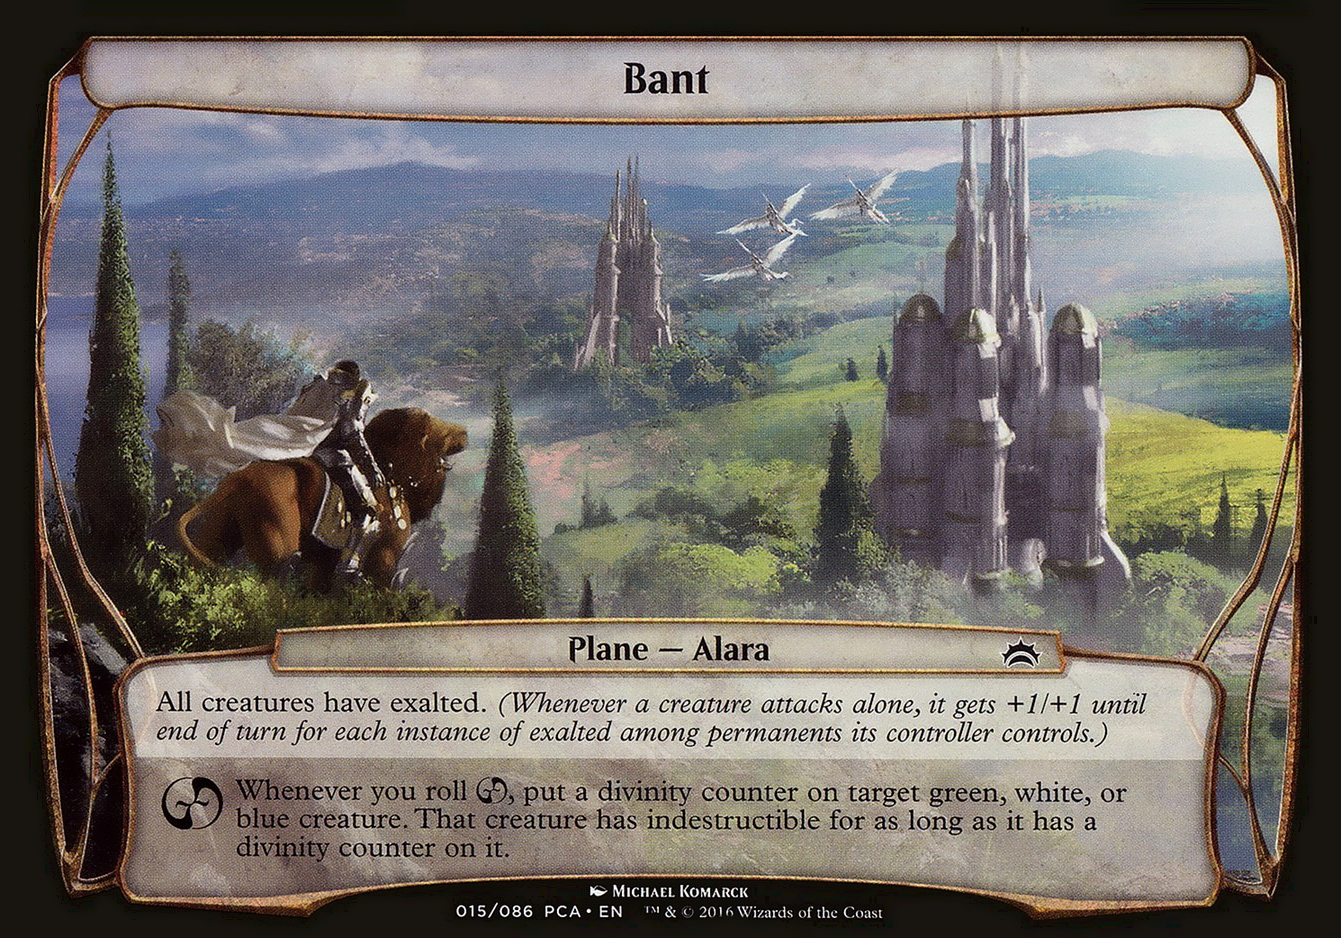 Bant
Plane — Alara
All creatures have exalted. (Whenever a creature attacks alone, it gets +1/+1 until
end of turn for each instance of exalted among permanents its controller controls.)
Whenever you roll , put a divinity counter on target green, white, or
blue creature. That creature has indestructible for as long as it has a
divinity counter on it.
Michael Komarck
015/086 PCA • EN ™ & © 2016 Wizards of the Coast